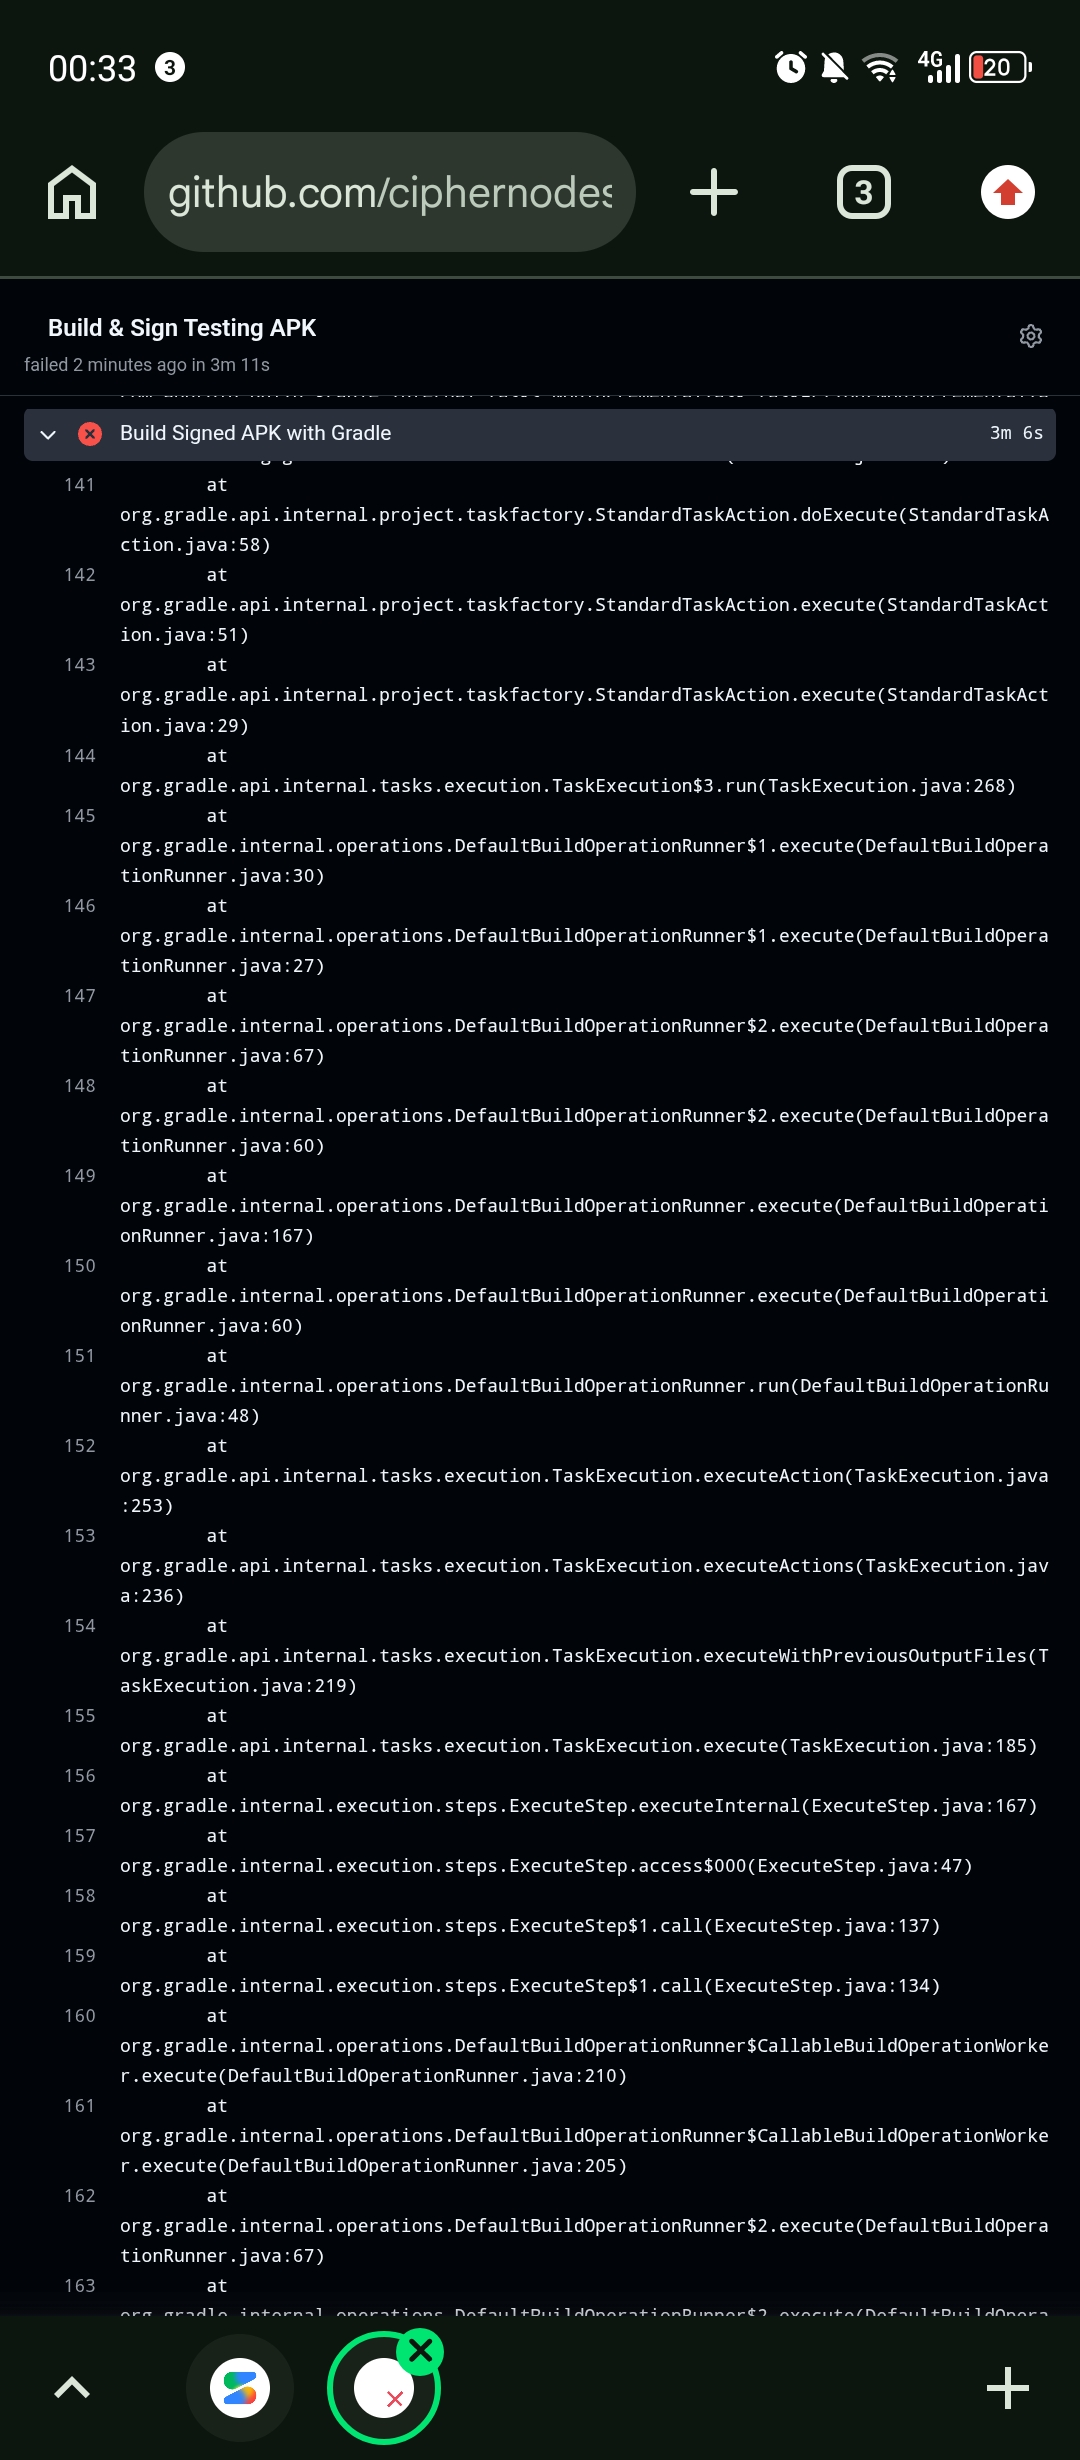 00:33 3 4G 20
github.com/ciphernodes 3
Build & Sign Testing APK
failed 2 minutes ago in 3m 11s
Build Signed APK with Gradle 3m 6s
141 at
org.gradle.api.internal.project.taskfactory.StandardTaskAction.doExecute(StandardTaskA
ction.java:58)
142 at
org.gradle.api.internal.project.taskfactory.StandardTaskAction.execute(StandardTaskAct
ion.java:51)
143 at
org.gradle.api.internal.project.taskfactory.StandardTaskAction.execute(StandardTaskAct
ion.java:29)
144 at
org.gradle.api.internal.tasks.execution.TaskExecution$3.run(TaskExecution.java:268)
145 at
org.gradle.internal.operations.DefaultBuildOperationRunner$1.execute(DefaultBuildOpera
tionRunner.java:30)
146 at
org.gradle.internal.operations.DefaultBuildOperationRunner$1.execute(DefaultBuildOpera
tionRunner.java:27)
147 at
org.gradle.internal.operations.DefaultBuildOperationRunner$2.execute(DefaultBuildOpera
tionRunner.java:67)
148 at
org.gradle.internal.operations.DefaultBuildOperationRunner$2.execute(DefaultBuildOpera
tionRunner.java:60)
149 at
org.gradle.internal.operations.DefaultBuildOperationRunner.execute(DefaultBuildOperati
onRunner.java:167)
150 at
org.gradle.internal.operations.DefaultBuildOperationRunner.execute(DefaultBuildOperati
onRunner.java:60)
151 at
org.gradle.internal.operations.DefaultBuildOperationRunner.run(DefaultBuildOperationRu
nner.java:48)
152 at
org.gradle.api.internal.tasks.execution.TaskExecution.executeAction(TaskExecution.java
:253)
153 at
org.gradle.api.internal.tasks.execution.TaskExecution.executeActions(TaskExecution.jav
a:236)
154 at
org.gradle.api.internal.tasks.execution.TaskExecution.executeWithPreviousOutputFiles(T
askExecution.java:219)
155 at
org.gradle.api.internal.tasks.execution.TaskExecution.execute(TaskExecution.java:185)
156 at
org.gradle.internal.execution.steps.ExecuteStep.executeInternal(ExecuteStep.java:167)
157 at
org.gradle.internal.execution.steps.ExecuteStep.access$000(ExecuteStep.java:47)
158 at
org.gradle.internal.execution.steps.ExecuteStep$1.call(ExecuteStep.java:137)
159 at
org.gradle.internal.execution.steps.ExecuteStep$1.call(ExecuteStep.java:134)
160 at
org.gradle.internal.operations.DefaultBuildOperationRunner$CallableBuildOperationWorke
r.execute(DefaultBuildOperationRunner.java:210)
161 at
org.gradle.internal.operations.DefaultBuildOperationRunner$CallableBuildOperationWorke
r.execute(DefaultBuildOperationRunner.java:205)
162 at
org.gradle.internal.operations.DefaultBuildOperationRunner$2.execute(DefaultBuildOpera
tionRunner.java:67)
163 at
org.gradle.internal.operations.DefaultBuildOperationRunner$2.execute(DefaultBuildOpera